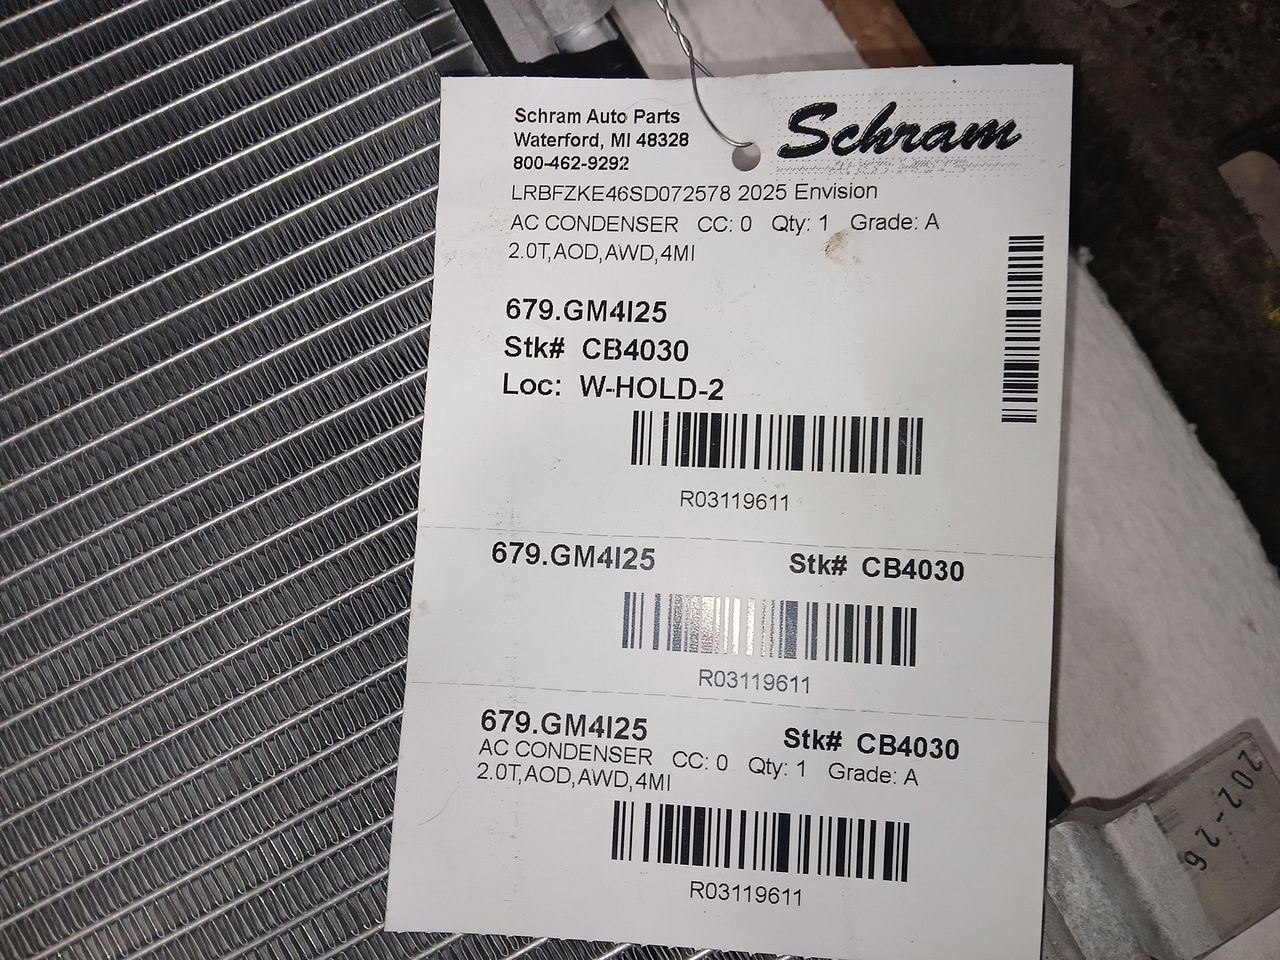 Schram Auto Parts
Waterford, MI 48328
800-462-9292
Schram
LRBFZKE46SD072578 2025 Envision
AC CONDENSER CC: 0 Qty: 1 Grade: A
2.0T,AOD,AWD,4MI
679.GM4I25
Stk# CB4030
Loc: W-HOLD-2
R03119611
679.GM4I25 Stk# CB4030
R03119611
679.GM4I25 Stk# CB4030
AC CONDENSER CC: 0 Qty: 1 Grade: A
2.0T,AOD,AWD,4MI
R03119611
202-26